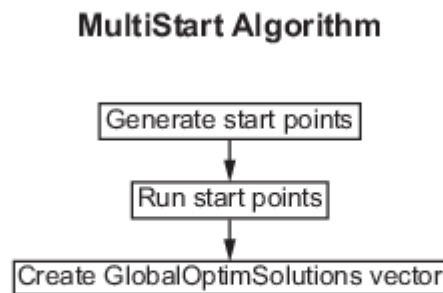 MultiStart Algorithm
Generate start points
Run start points
Create GlobalOptimSolutions vector